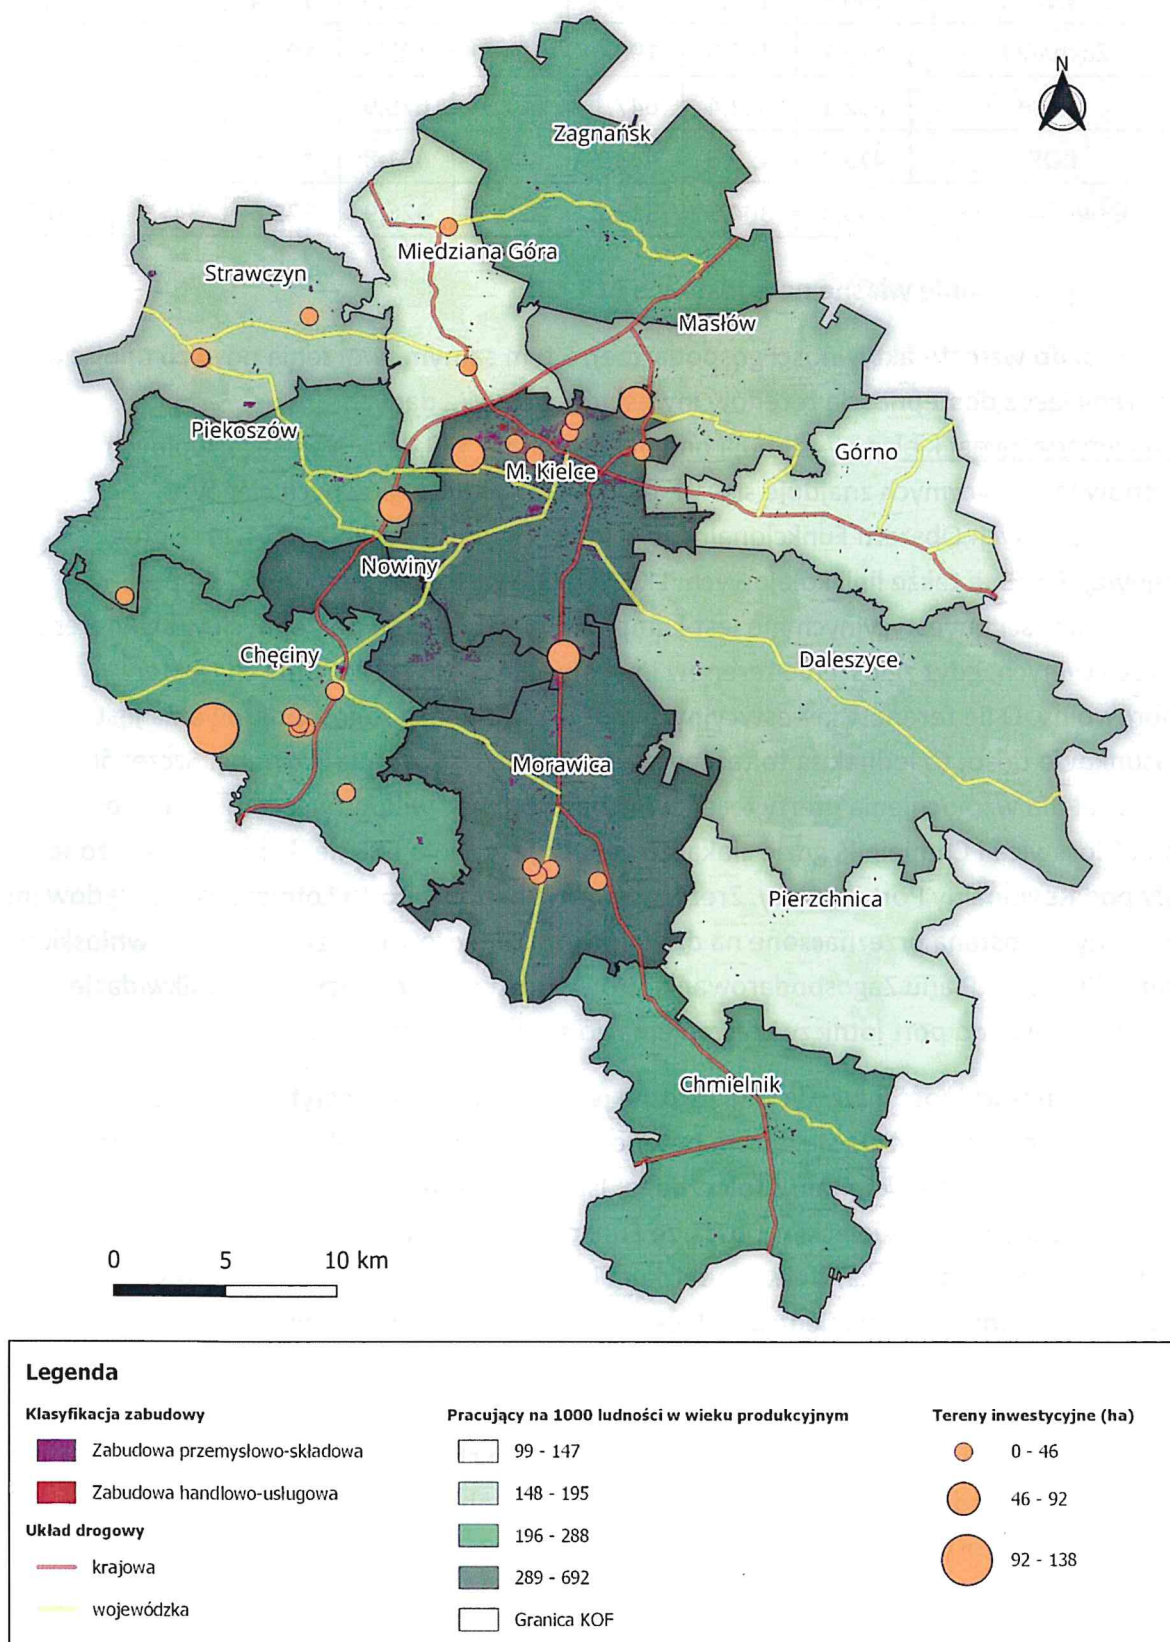 N
Zagnańsk
Miedziana Góra
Strawczyn
Masłów
Piekoszów
Górno
M. Kielce
Nowiny
Chęciny
Daleszyce
Morawica
Pierzchnica
Chmielnik
0 5 10 km
Legenda
Klasyfikacja zabudowy
Zabudowa przemysłowo-składowa
Zabudowa handlowo-usługowa
Układ drogowy
krajowa
wojewódzka
Pracujący na 1000 ludności w wieku produkcyjnym
99 - 147
148 - 195
196 - 288
289 - 692
Granica KOF
Tereny inwestycyjne (ha)
0 - 46
46 - 92
92 - 138